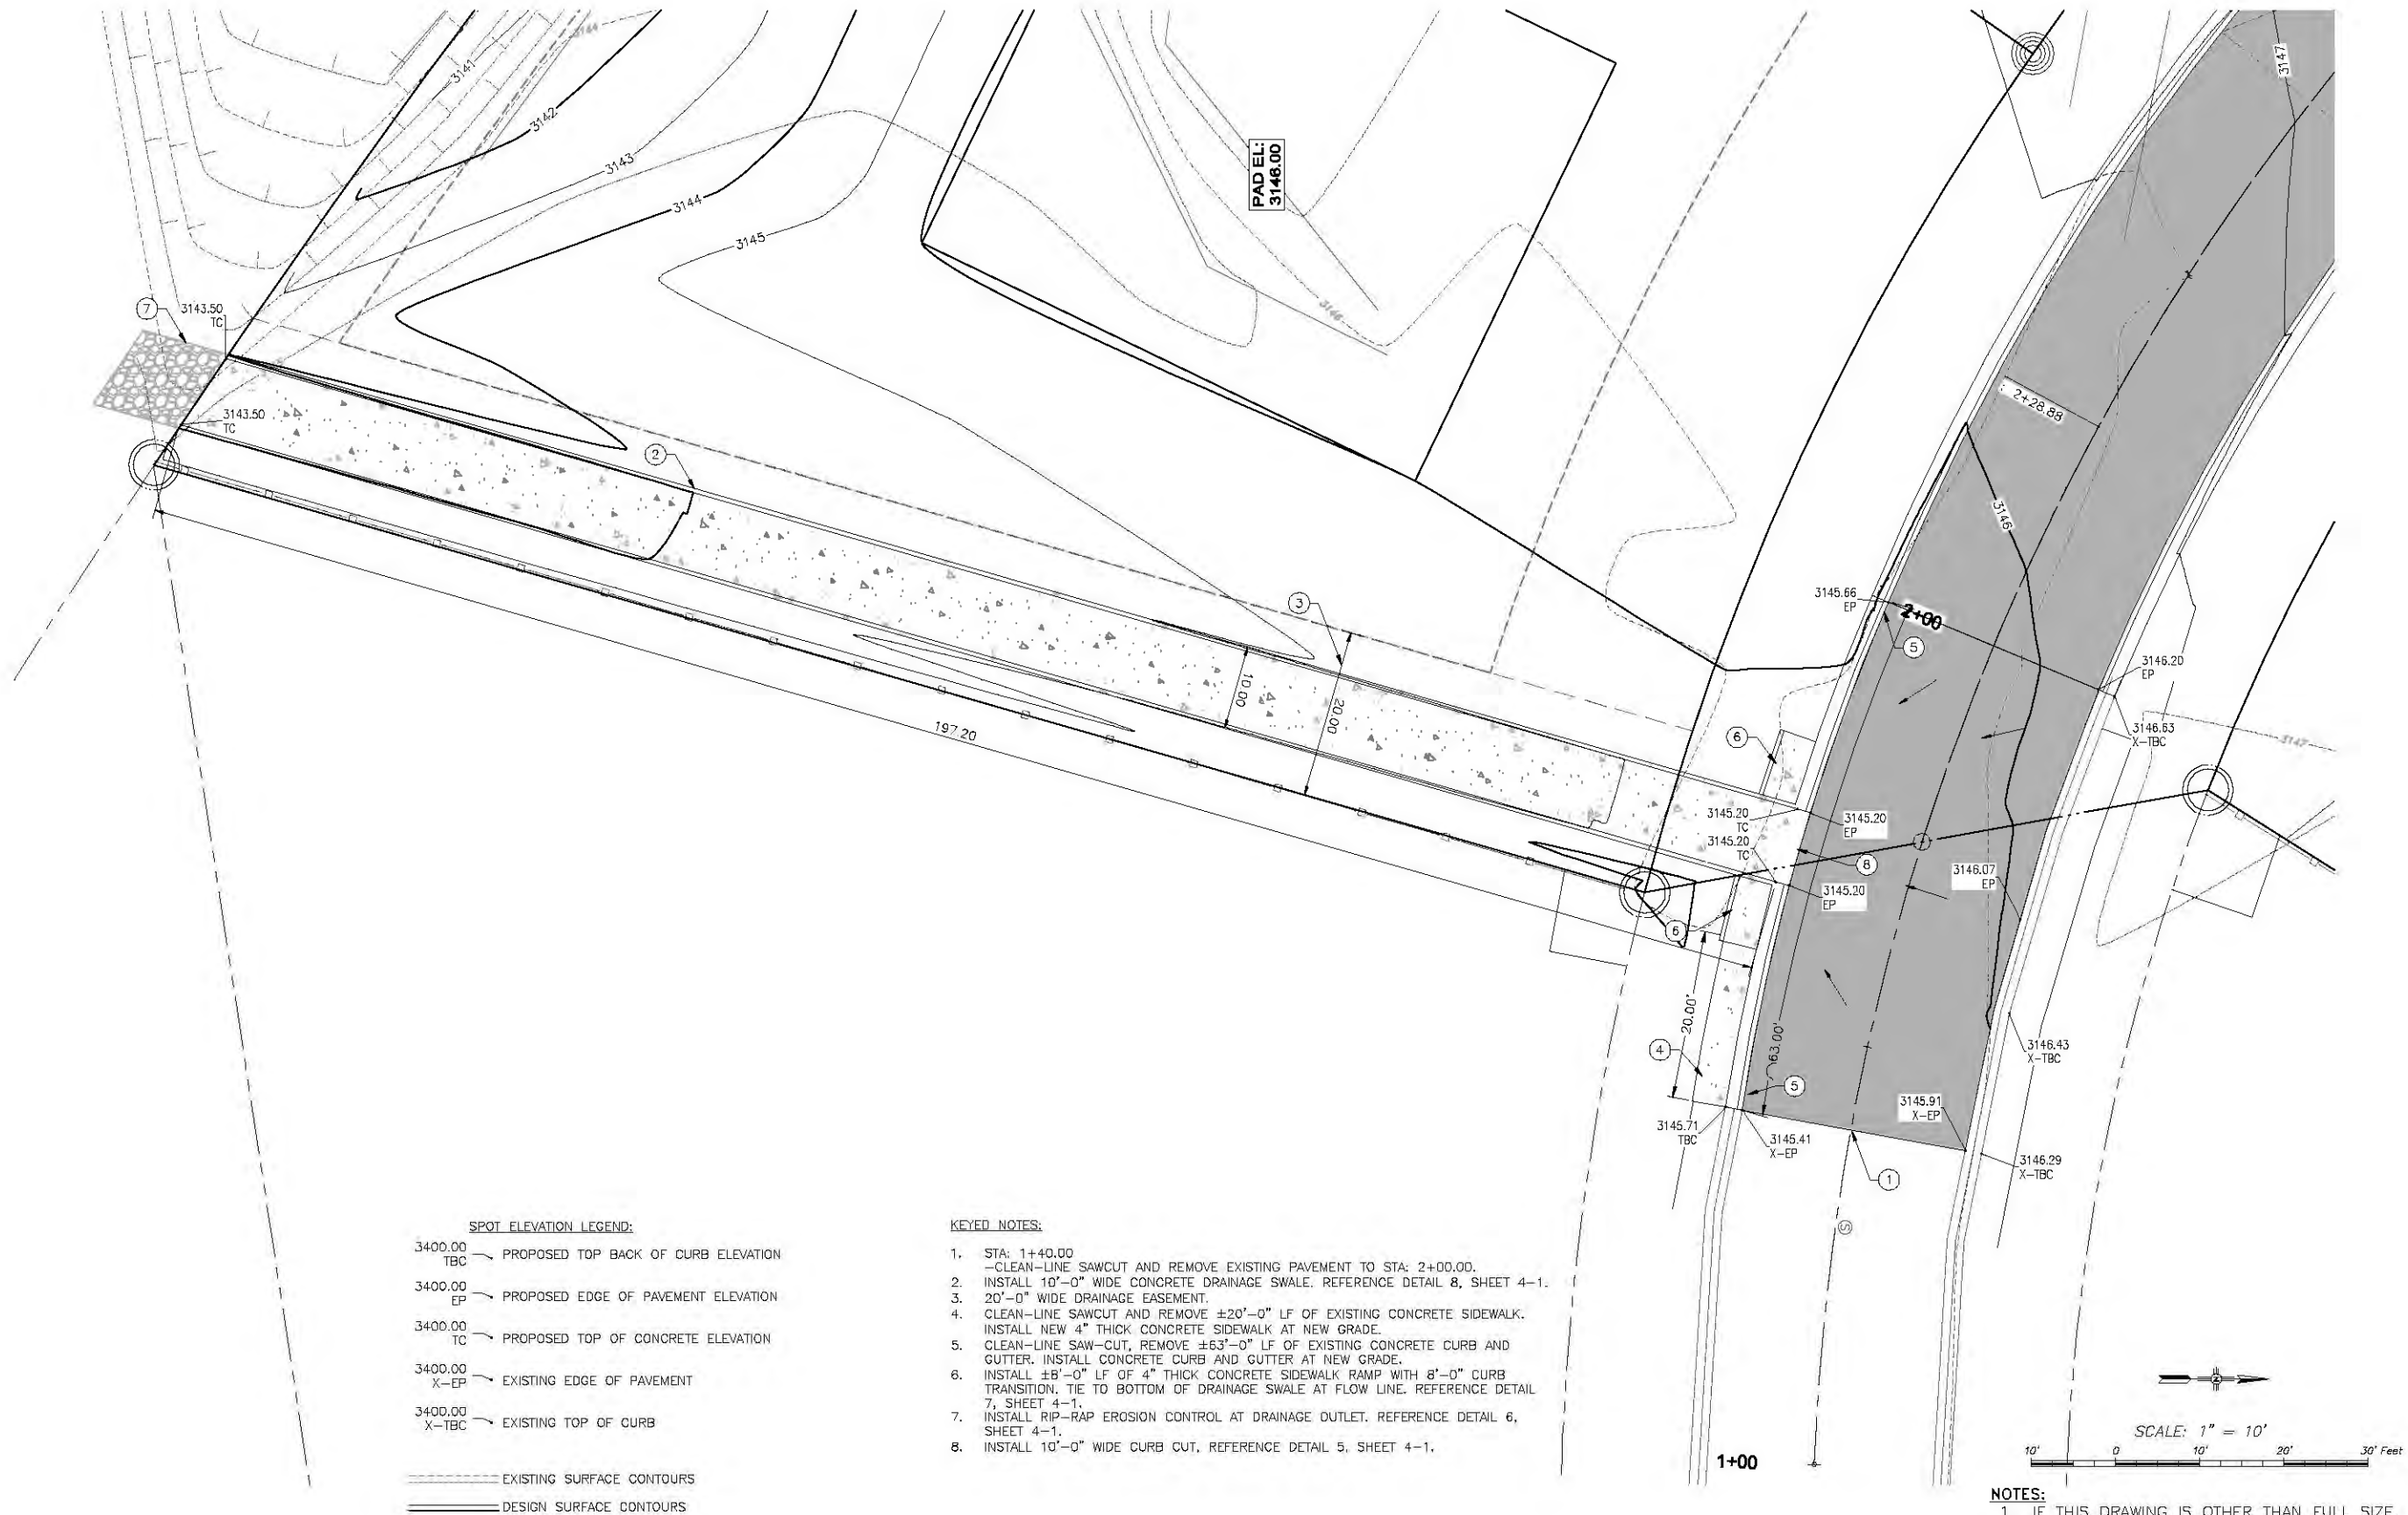 3144
3141
3142
3143
3144
3145
PAD EL:
3146.00
3146
3147
7
3143.50
TC
3143.50
TC
2
3
10.00
20.00
197.20
2+28.88
3146
3145.66
EP
2+00
5
3146.20
EP
3146.63
X-TBC
3147
6
3145.20
TC
3145.20
EP
3145.20
TC
8
3145.20
EP
3146.07
EP
6
20.00'
63.00'
4
5
3146.43
X-TBC
3145.91
X-EP
3145.71
TBC
3145.41
X-EP
3146.29
X-TBC
1
S
SPOT ELEVATION LEGEND:
3400.00
TBC
PROPOSED TOP BACK OF CURB ELEVATION
3400.00
EP
PROPOSED EDGE OF PAVEMENT ELEVATION
3400.00
TC
PROPOSED TOP OF CONCRETE ELEVATION
3400.00
X-EP
EXISTING EDGE OF PAVEMENT
3400.00
X-TBC
EXISTING TOP OF CURB
EXISTING SURFACE CONTOURS
DESIGN SURFACE CONTOURS
KEYED NOTES:
1. STA: 1+40.00
-CLEAN-LINE SAWCUT AND REMOVE EXISTING PAVEMENT TO STA: 2+00.00.
2. INSTALL 10'-0" WIDE CONCRETE DRAINAGE SWALE. REFERENCE DETAIL 8, SHEET 4-1.
3. 20'-0" WIDE DRAINAGE EASEMENT.
4. CLEAN-LINE SAWCUT AND REMOVE ±20'-0" LF OF EXISTING CONCRETE SIDEWALK.
INSTALL NEW 4" THICK CONCRETE SIDEWALK AT NEW GRADE.
5. CLEAN-LINE SAW-CUT, REMOVE ±63'-0" LF OF EXISTING CONCRETE CURB AND
GUTTER. INSTALL CONCRETE CURB AND GUTTER AT NEW GRADE.
6. INSTALL ±8'-0" LF OF 4" THICK CONCRETE SIDEWALK RAMP WITH 8'-0" CURB
TRANSITION. TIE TO BOTTOM OF DRAINAGE SWALE AT FLOW LINE. REFERENCE DETAIL
7, SHEET 4-1.
7. INSTALL RIP-RAP EROSION CONTROL AT DRAINAGE OUTLET. REFERENCE DETAIL 6,
SHEET 4-1.
8. INSTALL 10'-0" WIDE CURB CUT, REFERENCE DETAIL 5, SHEET 4-1.
1+00
SCALE: 1" = 10'
10' 0 10' 20' 30' Feet
NOTES:
1. IF THIS DRAWING IS OTHER THAN FULL SIZE